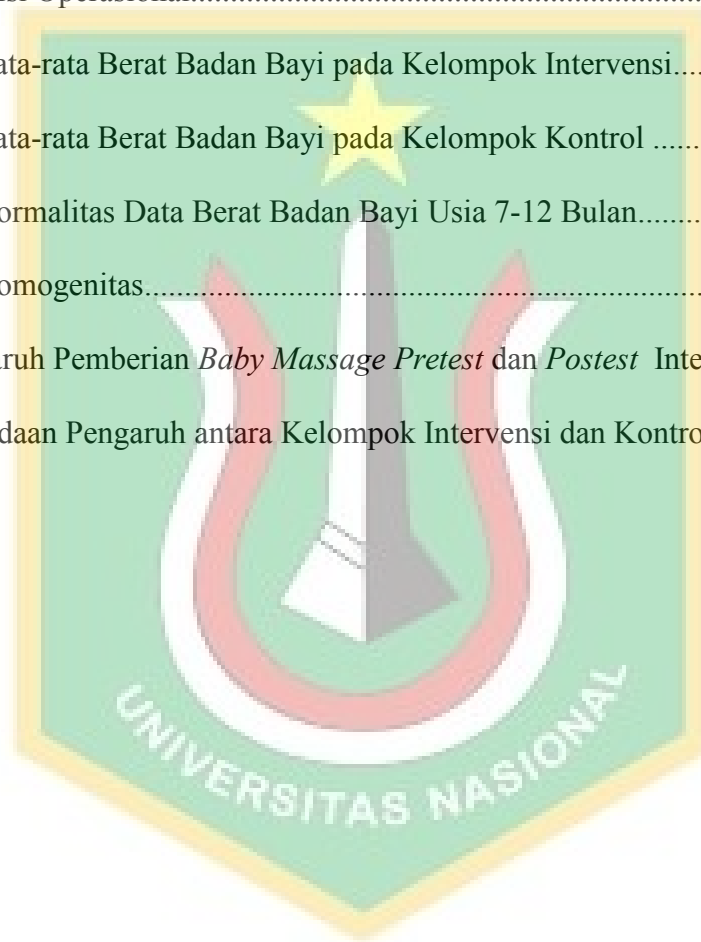 si Operasional..................................................................
ata-rata Berat Badan Bayi pada Kelompok Intervensi....
ata-rata Berat Badan Bayi pada Kelompok Kontrol ......
ormalitas Data Berat Badan Bayi Usia 7-12 Bulan........
omogenitas.......................................................................
ruh Pemberian Baby Massage Pretest dan Postest Inte
daan Pengaruh antara Kelompok Intervensi dan Kontro
UNIVERSITAS NASIONAL